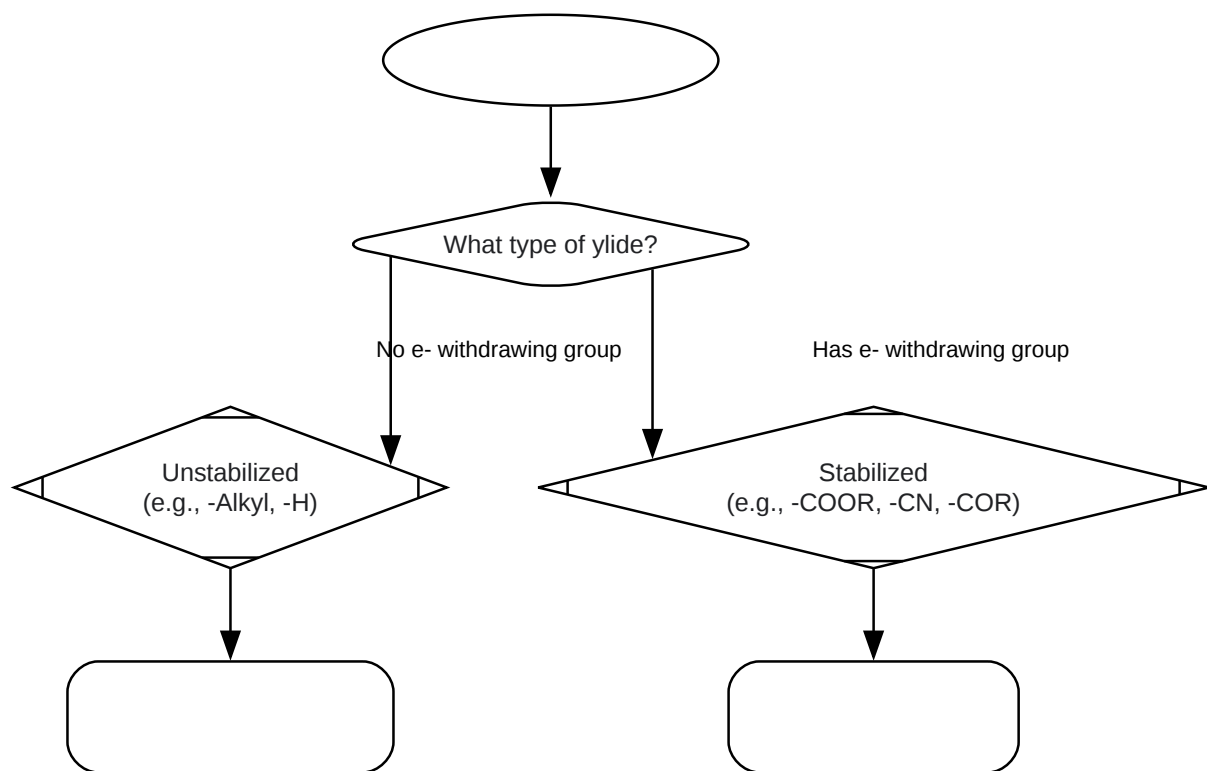 What type of ylide?
No e- withdrawing group
Has e- withdrawing group
Unstabilized
(e.g., -Alkyl, -H)
Stabilized
(e.g., -COOR, -CN, -COR)